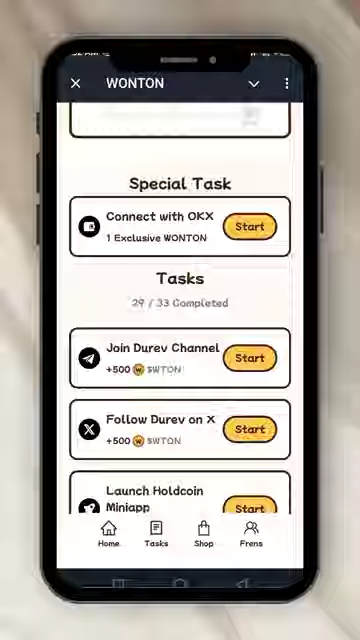 WONTON
Special Task
Connect with OKX
1 Exclusive WONTON
Start
Tasks
29 / 33 Completed
Join Durev Channel
+500 $WTON
Start
Follow Durev on X
+500 $WTON
Start
Launch Holdcoin
Miniapp
Start
Home
Tasks
Shop
Frens